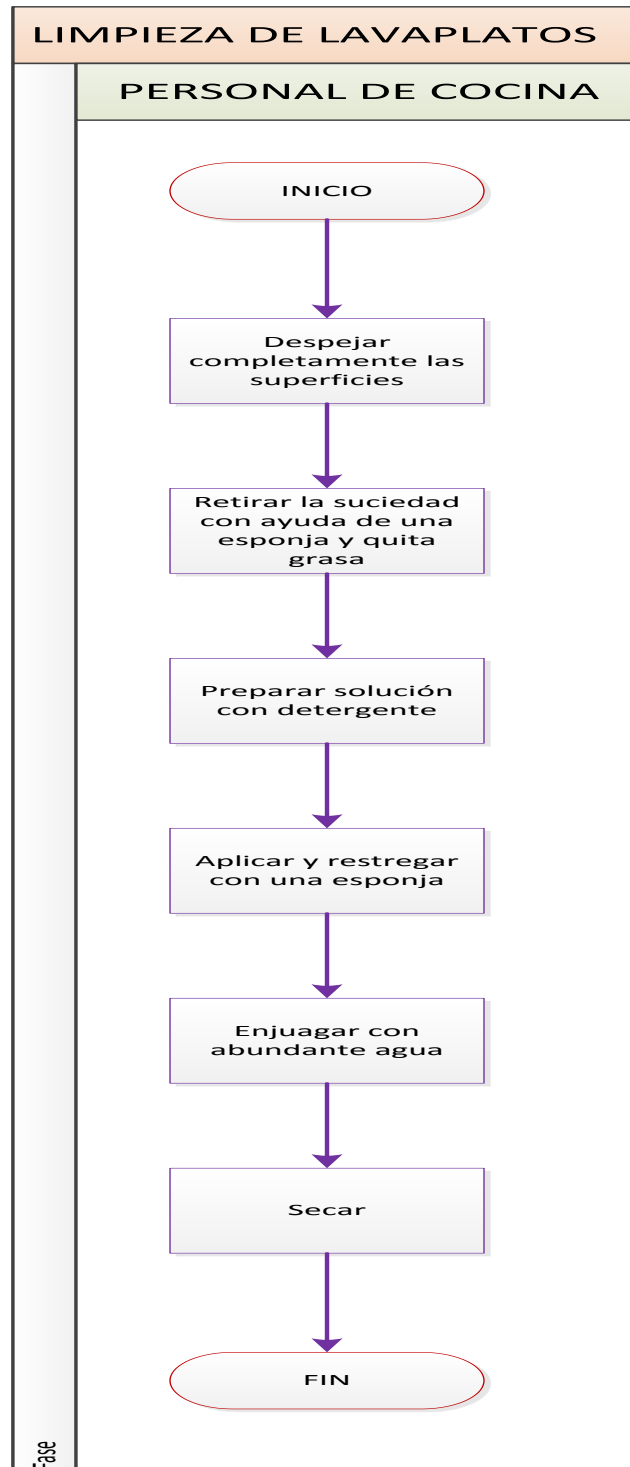 LIMPIEZA DE LAVAPLATOS
PERSONAL DE COCINA
INICIO
Despejar
completamente las
superficies
Retirar la suciedad
con ayuda de una
esponja y quita
grasa
Preparar solución
con detergente
Aplicar y restregar
con una esponja
Enjuagar con
abundante agua
Secar
FIN
Fase